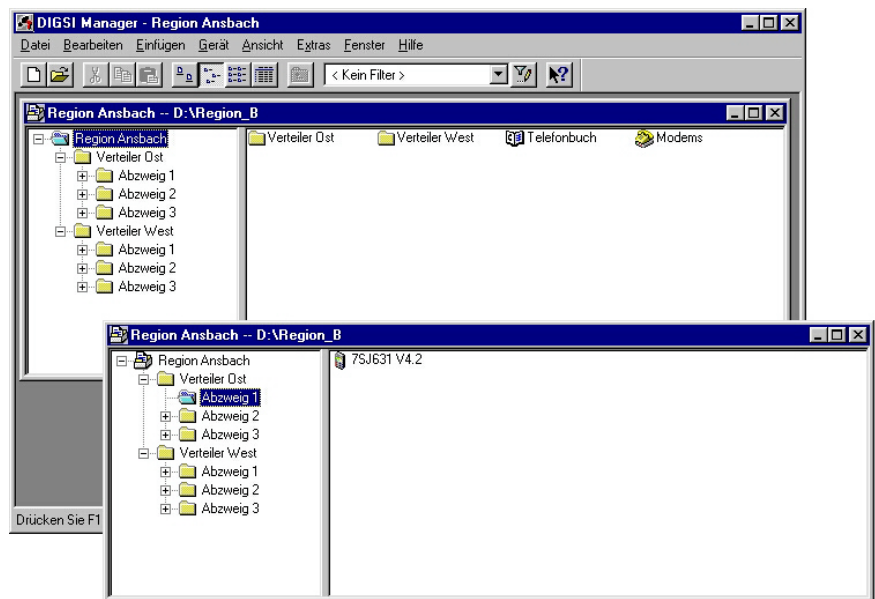 DIGSI Manager - Region Ansbach
Datei Bearbeiten Einfügen Gerät Ansicht Extras Fenster Hilfe
< Kein Filter >
Region Ansbach -- D:\Region_B
Region Ansbach
Verteiler Ost
Abzweig 1
Abzweig 2
Abzweig 3
Verteiler West
Abzweig 1
Abzweig 2
Abzweig 3
Verteiler Ost Verteiler West Telefonbuch Modems
Drücken Sie F1
Region Ansbach -- D:\Region_B
Region Ansbach
Verteiler Ost
Abzweig 1
Abzweig 2
Abzweig 3
Verteiler West
Abzweig 1
Abzweig 2
Abzweig 3
7SJ631 V4.2